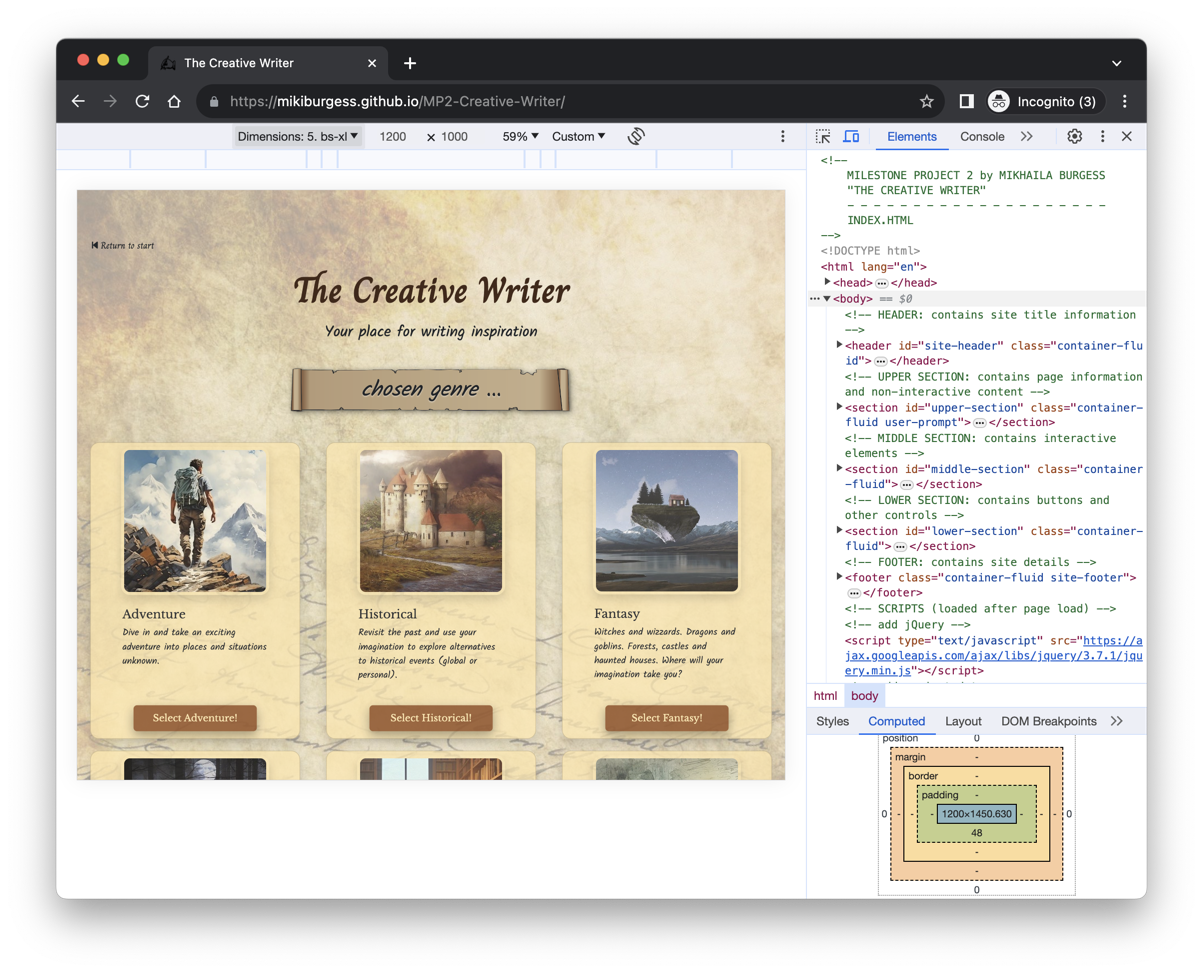 The Creative Writer
https://mikiburgess.github.io/MP2-Creative-Writer/
Incognito (3)
Dimensions: 5. bs-xl ▼ 1200 × 1000 59% ▼ Custom ▼
Return to start
The Creative Writer
Your place for writing inspiration
chosen genre ...
Adventure
Dive in and take an exciting
adventure into places and situations
unknown.
Select Adventure!
Historical
Revisit the past and use your
imagination to explore alternatives
to historical events (global or
personal).
Select Historical!
Fantasy
Witches and wizzards. Dragons and
goblins. Forests, castles and
haunted houses. Where will your
imagination take you?
Select Fantasy!
Elements Console
<!--
MILESTONE PROJECT 2 by MIKHAILA BURGESS
"THE CREATIVE WRITER"
- - - - - - - - - - - - - - - - - - - -
INDEX.HTML
-->
<!DOCTYPE html>
<html lang="en">
<head>…</head>
<body> == $0
<!-- HEADER: contains site title information
-->
<header id="site-header" class="container-flu
id">…</header>
<!-- UPPER SECTION: contains page information
and non-interactive content -->
<section id="upper-section" class="container-
fluid user-prompt">…</section>
<!-- MIDDLE SECTION: contains interactive
elements -->
<section id="middle-section" class="container
-fluid">…</section>
<!-- LOWER SECTION: contains buttons and
other controls -->
<section id="lower-section" class="container-
fluid">…</section>
<!-- FOOTER: contains site details -->
<footer class="container-fluid site-footer">
…</footer>
<!-- SCRIPTS (loaded after page load) -->
<!-- add jQuery -->
<script type="text/javascript" src="https://a
jax.googleapis.com/ajax/libs/jquery/3.7.1/jqu
ery.min.js"></script>
html body
Styles Computed Layout DOM Breakpoints
position 0
margin -
border -
padding -
0 - - - 1200×1450.630 - - - 0
48
-
-
0